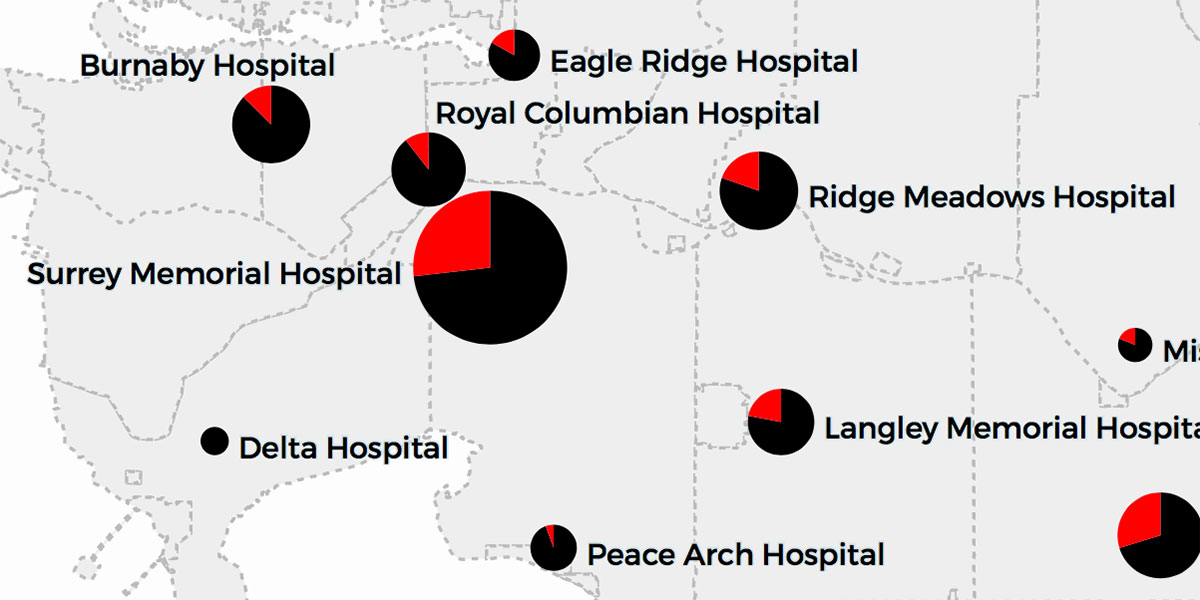 Eagle Ridge Hospital
Burnaby Hospital
Royal Columbian Hospital
Ridge Meadows Hospital
Surrey Memorial Hospital
Langley Memorial
Delta Hospital
Peace Arch Hospital